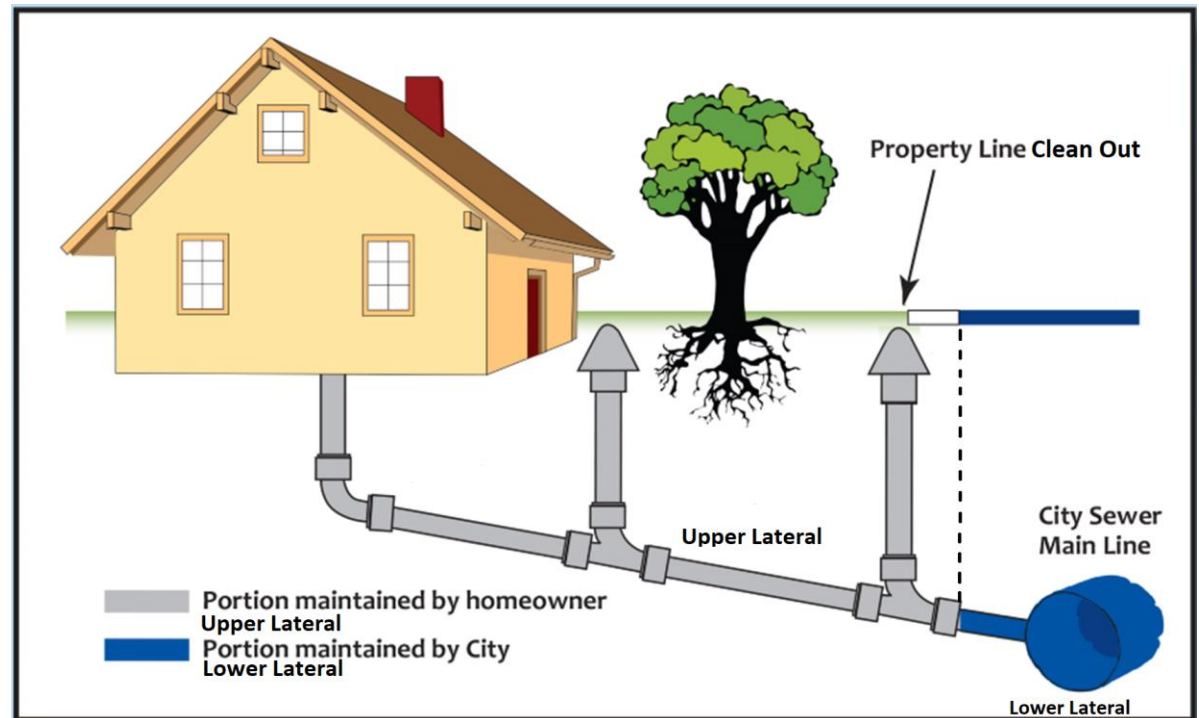 Property Line Clean Out
Upper Lateral
City Sewer
Main Line
Portion maintained by homeowner
Upper Lateral
Portion maintained by City
Lower Lateral
Lower Lateral